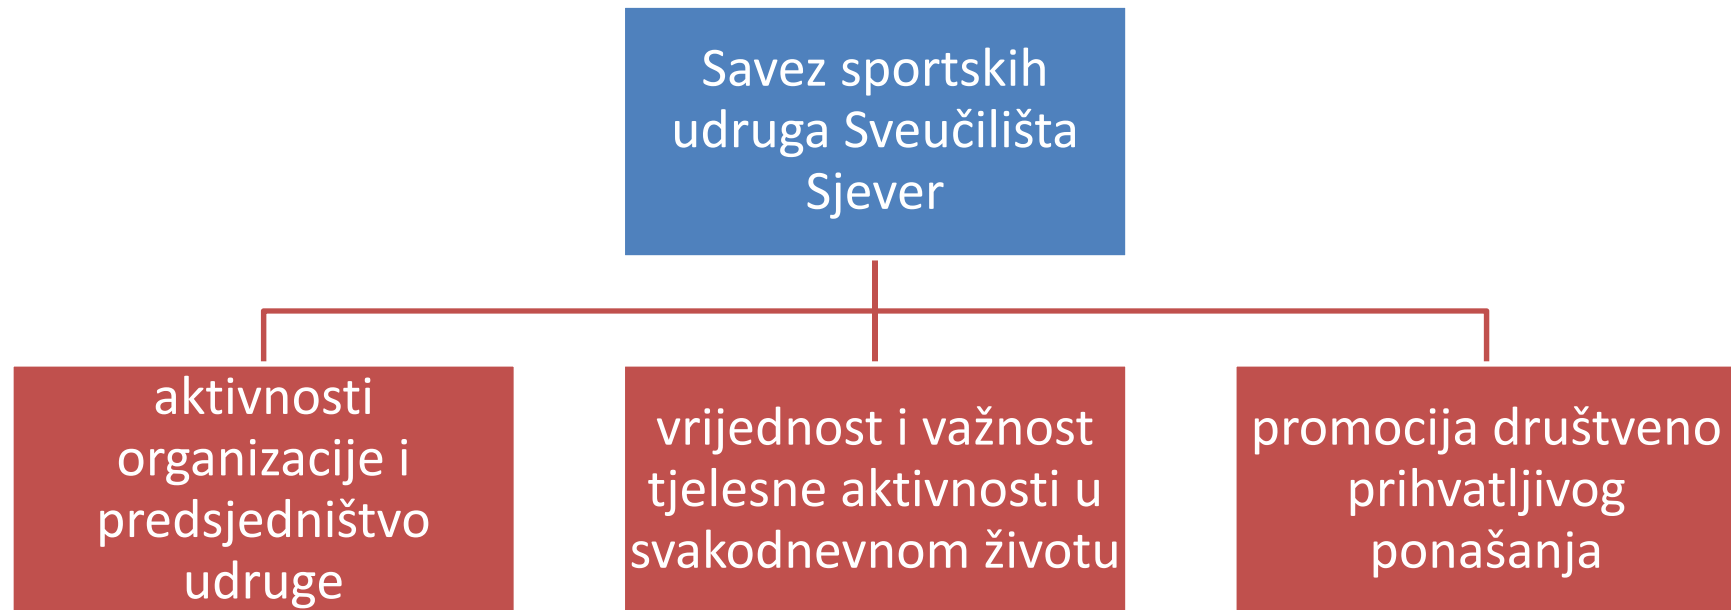 Savez sportskih
udruga Sveučilišta
Sjever
aktivnosti
organizacije i
predsjedništvo
udruge
vrijednost i važnost
tjelesne aktivnosti u
svakodnevnom životu
promocija društveno
prihvatljivog
ponašanja